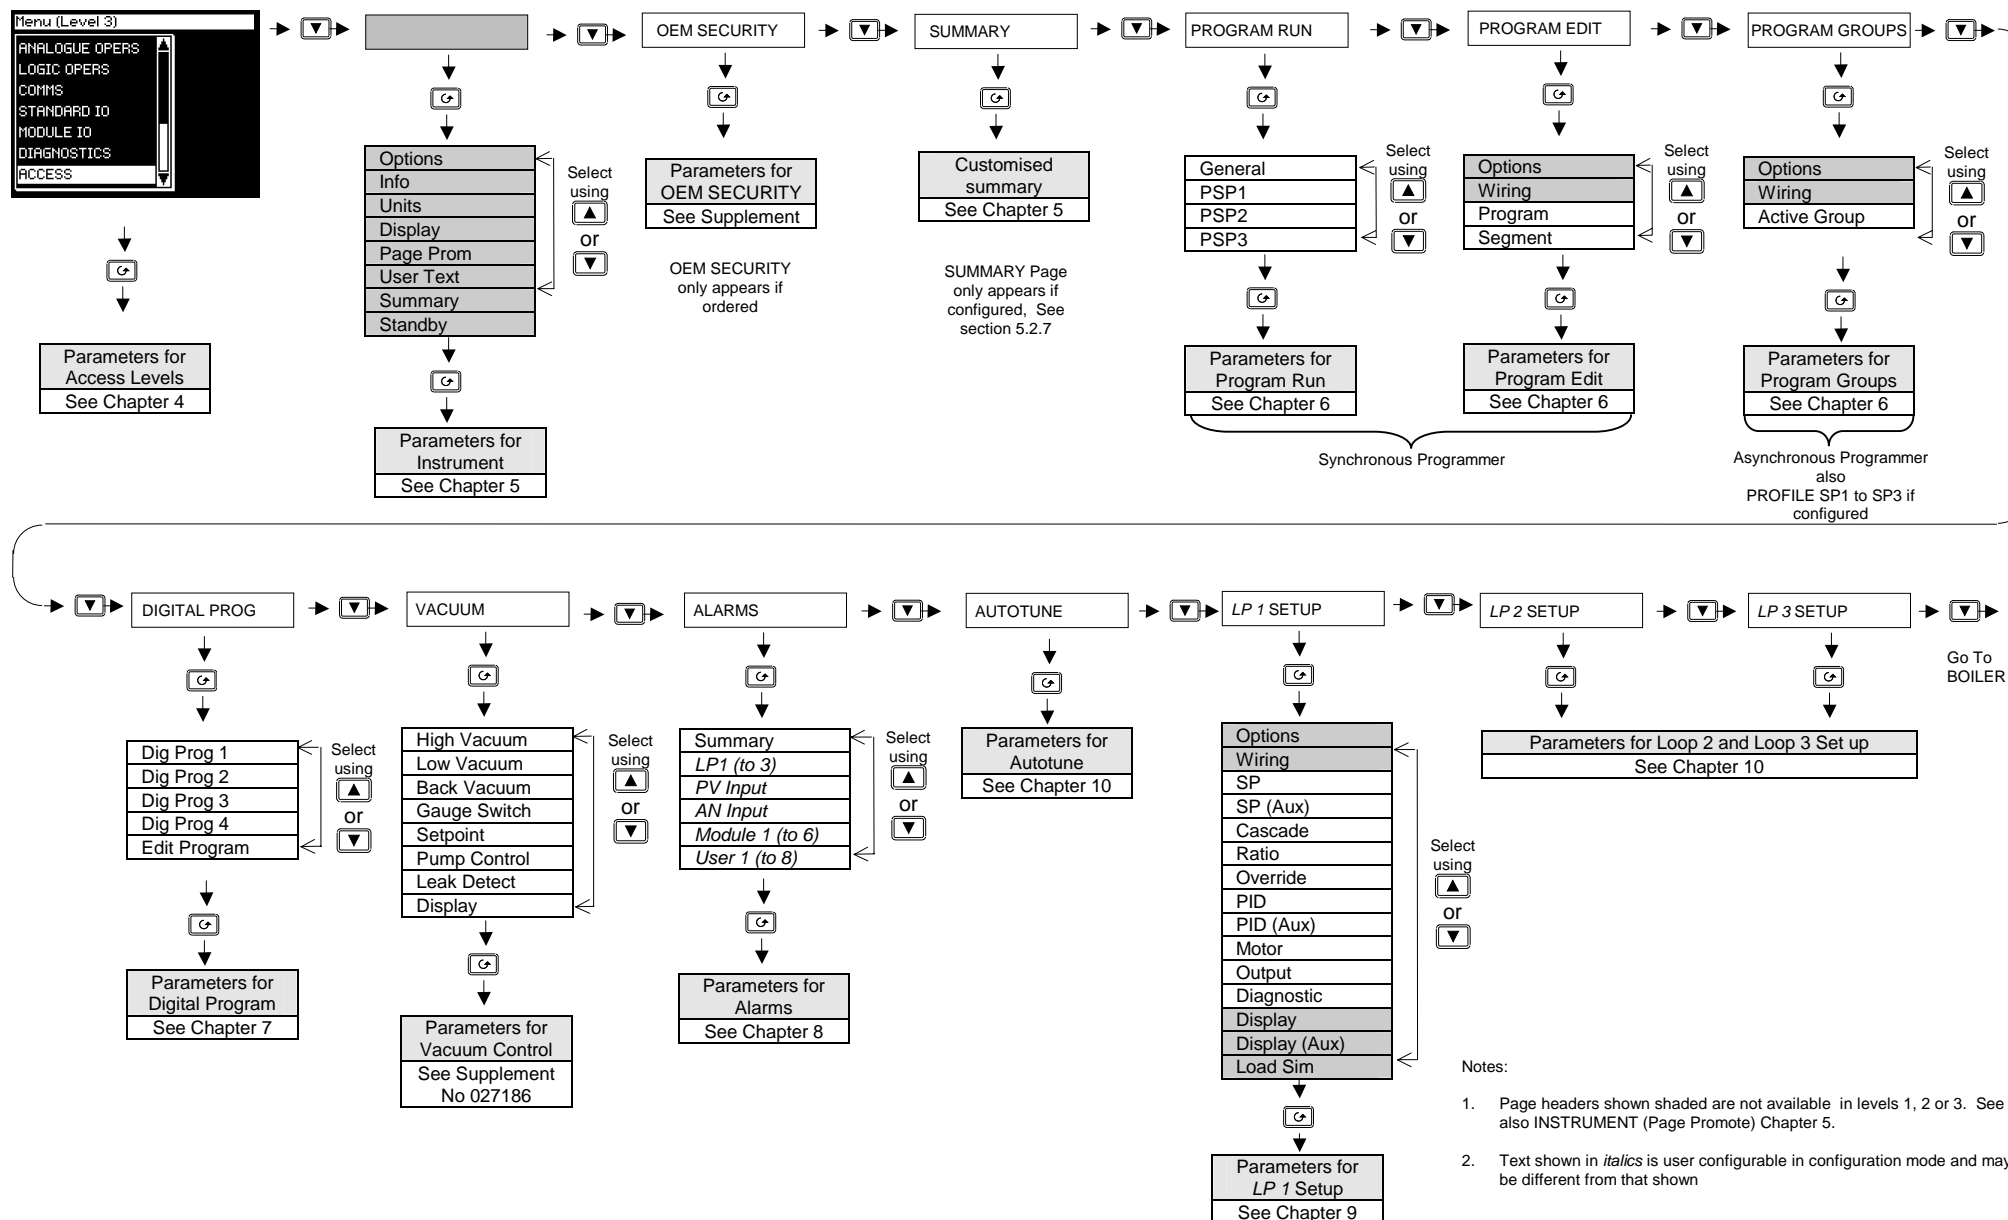 Menu (Level 3)
ANALOGUE OPERS
LOGIC OPERS
COMMS
STANDARD IO
MODULE IO
DIAGNOSTICS
ACCESS
Parameters for
Access Levels
See Chapter 4
Options
Info
Units
Display
Page Prom
User Text
Summary
Standby
Select
using
or
Parameters for
Instrument
See Chapter 5
OEM SECURITY
Parameters for
OEM SECURITY
See Supplement
OEM SECURITY
only appears if
ordered
SUMMARY
Customised
summary
See Chapter 5
SUMMARY Page
only appears if
configured, See
section 5.2.7
PROGRAM RUN
General
PSP1
PSP2
PSP3
Select
using
or
Parameters for
Program Run
See Chapter 6
PROGRAM EDIT
Options
Wiring
Program
Segment
Select
using
or
Parameters for
Program Edit
See Chapter 6
Synchronous Programmer
PROGRAM GROUPS
Options
Wiring
Active Group
Select
using
or
Parameters for
Program Groups
See Chapter 6
Asynchronous Programmer
also
PROFILE SP1 to SP3 if
configured
DIGITAL PROG
Dig Prog 1
Dig Prog 2
Dig Prog 3
Dig Prog 4
Edit Program
Select
using
or
Parameters for
Digital Program
See Chapter 7
VACUUM
High Vacuum
Low Vacuum
Back Vacuum
Gauge Switch
Setpoint
Pump Control
Leak Detect
Display
Select
using
or
Parameters for
Vacuum Control
See Supplement
No 027186
ALARMS
Summary
LP1 (to 3)
PV Input
AN Input
Module 1 (to 6)
User 1 (to 8)
Select
using
or
Parameters for
Alarms
See Chapter 8
AUTOTUNE
Parameters for
Autotune
See Chapter 10
LP 1 SETUP
Options
Wiring
SP
SP (Aux)
Cascade
Ratio
Override
PID
PID (Aux)
Motor
Output
Diagnostic
Display
Display (Aux)
Load Sim
Select
using
or
Parameters for
LP 1 Setup
See Chapter 9
LP 2 SETUP
LP 3 SETUP
Parameters for Loop 2 and Loop 3 Set up
See Chapter 10
Go To
BOILER
Notes:
1. Page headers shown shaded are not available in levels 1, 2 or 3. See
also INSTRUMENT (Page Promote) Chapter 5.
2. Text shown in italics is user configurable in configuration mode and may
be different from that shown